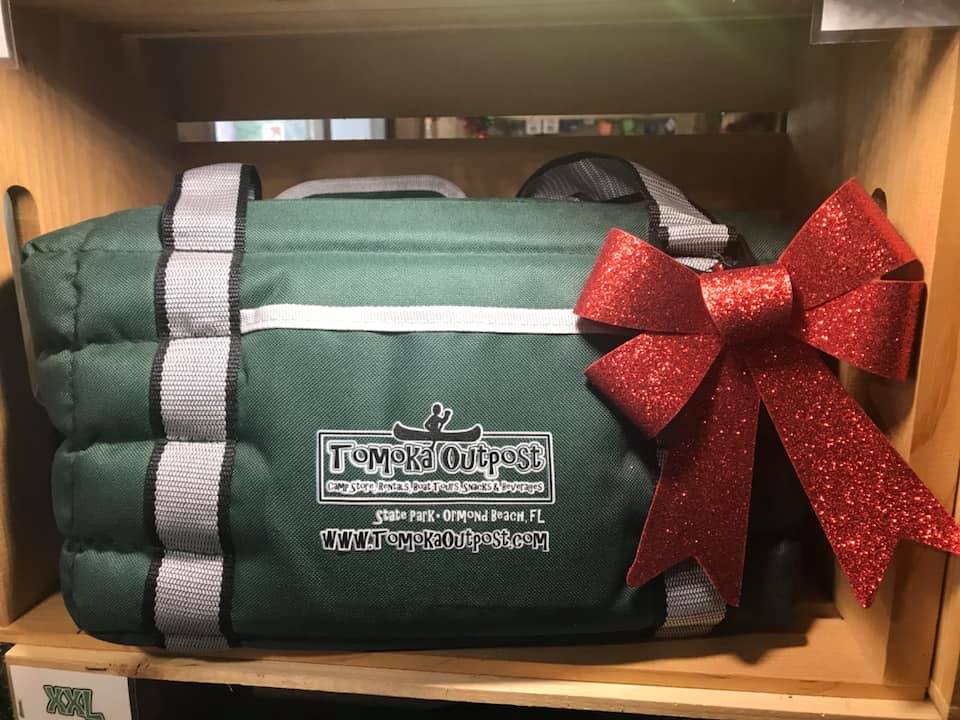 Tomoka Outpost
Camp Store, Rentals, Boat Tours, Snacks & Beverages
State Park • Ormond Beach, FL
www.TomokaOutpost.com
XXL